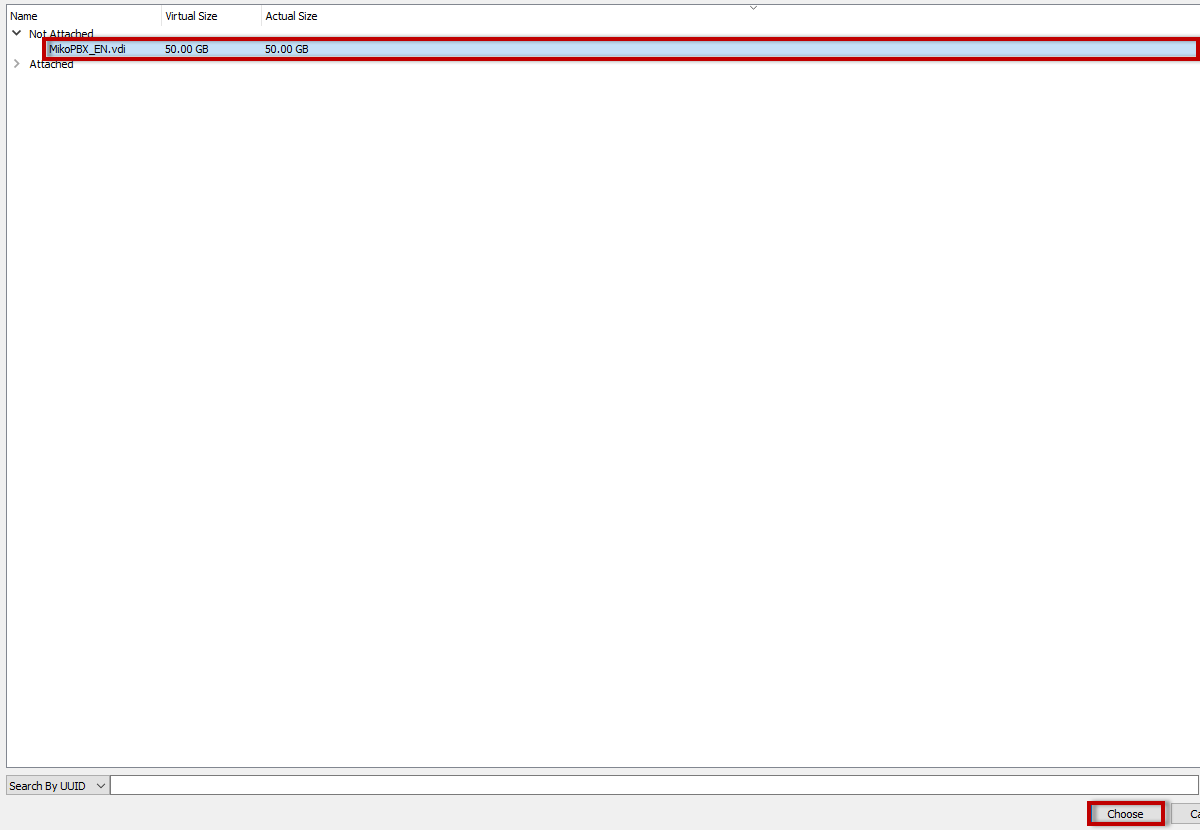 Name Virtual Size Actual Size
Not Attached
MikoPBX_EN.vdi 50.00 GB 50.00 GB
Attached
Search By UUID
Choose